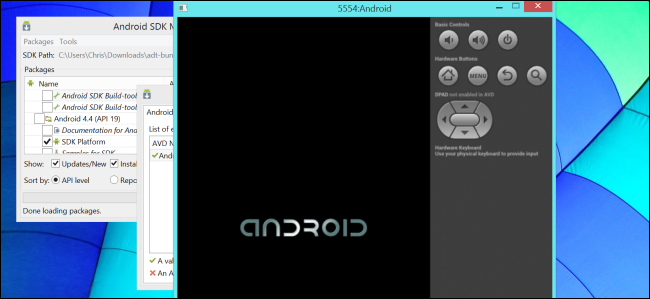 Android SDK M
Packages Tools
SDK Path: C:\Users\Chris\Downloads\adt-bun
Packages
Name
Android SDK Build-tool
Android SDK Build-tool
Android 4.4 (API 19)
Documentation for And
SDK Platform
Samples for SDK
Show: Updates/New Instal
Sort by: API level Repo
Done loading packages.
Android
List of e
AVD N
Andr
A val
An A
5554:Android
ANDROID
Basic Controls
Hardware Buttons
MENU
DPAD not enabled in AVD
Hardware Keyboard
Use your physical keyboard to provide input